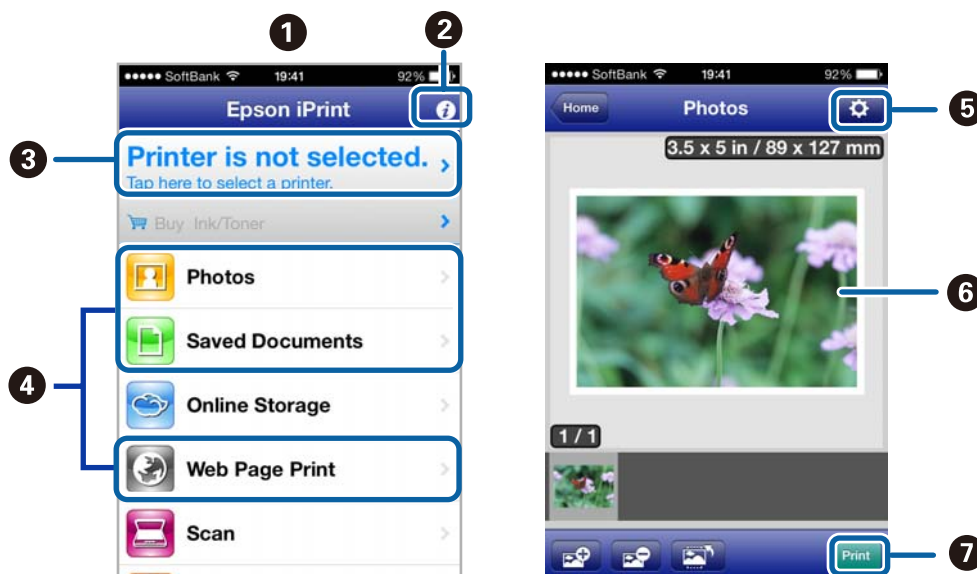 1
2
●●●●● SoftBank 19:41 92%
Epson iPrint
3
Printer is not selected.
Tap here to select a printer.
Buy Ink/Toner
Photos
Saved Documents
4
Online Storage
Web Page Print
Scan
●●●●● SoftBank 19:41 92%
Home Photos
5
3.5 x 5 in / 89 x 127 mm
6
1 / 1
Print
7